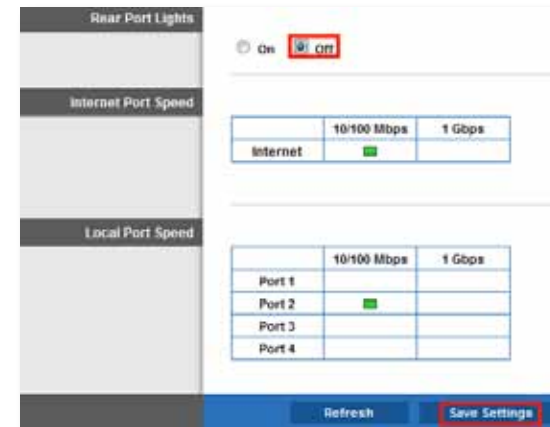 Rear Port Lights
On Off
Internet Port Speed
10/100 Mbps 1 Gbps
Internet
Local Port Speed
10/100 Mbps 1 Gbps
Port 1
Port 2
Port 3
Port 4
Refresh Save Settings